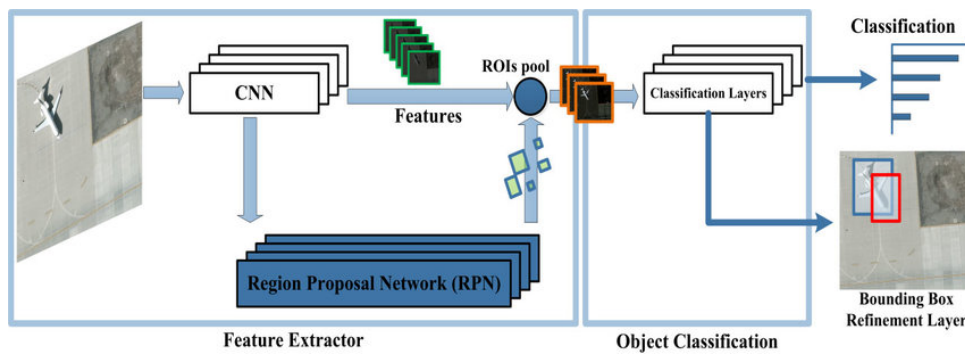 Classification
ROIs pool
CNN
Features
Classification Layers
Region Proposal Network (RPN)
Bounding Box
Refinement Layer
Feature Extractor
Object Classification